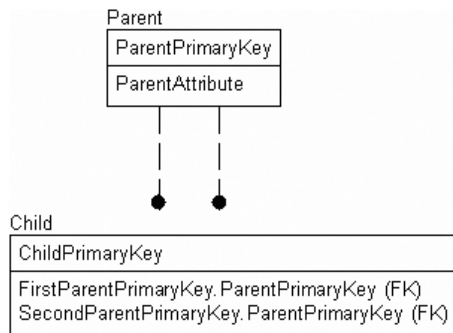 Parent
ParentPrimaryKey
ParentAttribute
Child
ChildPrimaryKey
FirstParentPrimaryKey.ParentPrimaryKey (FK)
SecondParentPrimaryKey.ParentPrimaryKey (FK)